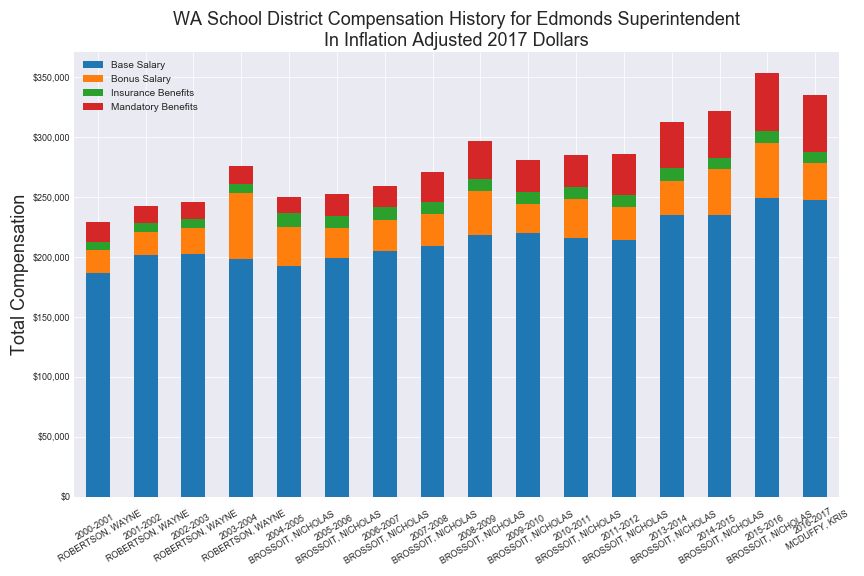 WA School District Compensation History for Edmonds Superintendent
In Inflation Adjusted 2017 Dollars
Base Salary
Bonus Salary
Insurance Benefits
Mandatory Benefits
Total Compensation
$350,000
$300,000
$250,000
$200,000
$150,000
$100,000
$50,000
$0
2000-2001
ROBERTSON, WAYNE
2001-2002
ROBERTSON, WAYNE
2002-2003
ROBERTSON, WAYNE
2003-2004
ROBERTSON, WAYNE
2004-2005
BROSSOIT, NICHOLAS
2005-2006
BROSSOIT, NICHOLAS
2006-2007
BROSSOIT, NICHOLAS
2007-2008
BROSSOIT, NICHOLAS
2008-2009
BROSSOIT, NICHOLAS
2009-2010
BROSSOIT, NICHOLAS
2010-2011
BROSSOIT, NICHOLAS
2011-2012
BROSSOIT, NICHOLAS
2013-2014
BROSSOIT, NICHOLAS
2014-2015
BROSSOIT, NICHOLAS
2015-2016
BROSSOIT, NICHOLAS
2016-2017
MCDUFFY, KRIS